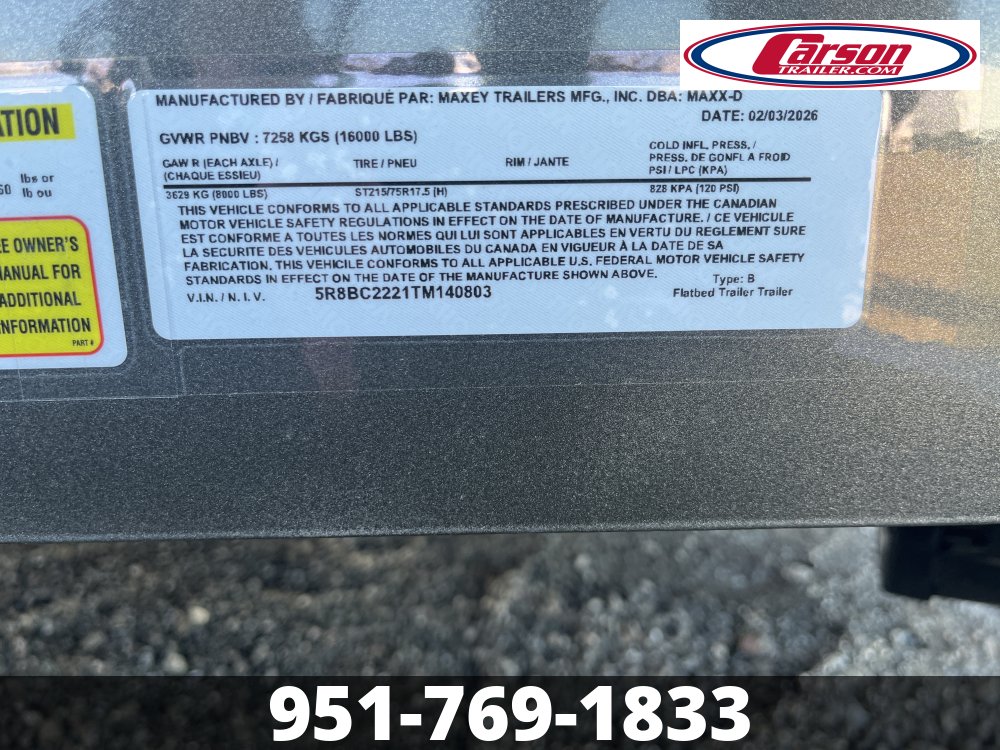 Carson
TRAILER.COM
MANUFACTURED BY / FABRIQUÉ PAR: MAXEY TRAILERS MFG., INC. DBA: MAXX-D
DATE: 02/03/2026
GVWR PNBV : 7258 KGS (16000 LBS)
GAW R (EACH AXLE) /
(CHAQUE ESSIEU)
TIRE / PNEU
RIM / JANTE
COLD INFL. PRESS. /
PRESS. DE GONFL A FROID
PSI / LPC (KPA)
3629 KG (8000 LBS)
ST215/75R17.5 (H)
828 KPA (120 PSI)
THIS VEHICLE CONFORMS TO ALL APPLICABLE STANDARDS PRESCRIBED UNDER THE CANADIAN
MOTOR VEHICLE SAFETY REGULATIONS IN EFFECT ON THE DATE OF MANUFACTURE. / CE VEHICULE
EST CONFORME A TOUTES LES NORMES QUI LUI SONT APPLICABLES EN VERTU DU REGLEMENT SURE
LA SECURITE DES VEHICULES AUTOMOBILES DU CANADA EN VIGUEUR À LA DATE DE SA
FABRICATION. THIS VEHICILE CONFORMS TO ALL APPLICABLE U.S. FEDERAL MOTOR VEHICLE SAFETY
STANDARDS IN EFFECT ON THE DATE OF THE MANUFACTURE SHOWN ABOVE.
V.I.N. / N. I. V.
5R8BC2221TM140803
Type: B
Flatbed Trailer Trailer
ATION
60 lbs or
lb ou
EE OWNER'S
MANUAL FOR
ADDITIONAL
INFORMATION
PART #
951-769-1833